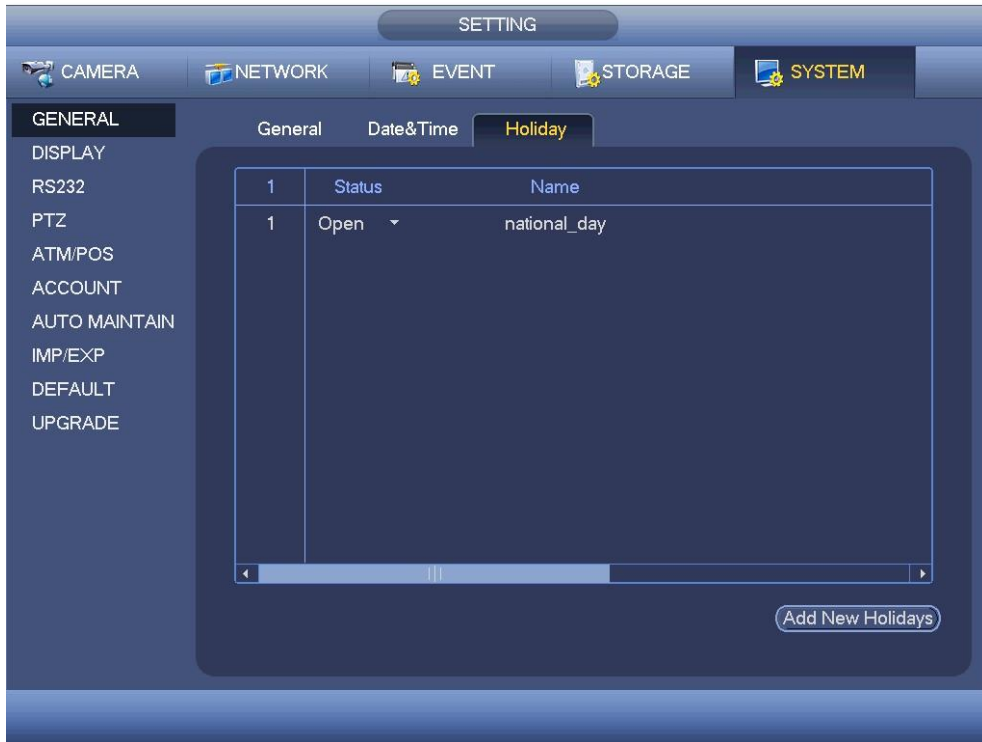 SETTING
CAMERA NETWORK EVENT STORAGE SYSTEM
GENERAL
DISPLAY
RS232
PTZ
ATM/POS
ACCOUNT
AUTO MAINTAIN
IMP/EXP
DEFAULT
UPGRADE
General Date&Time Holiday
1 Status Name
1 Open national_day
Add New Holidays